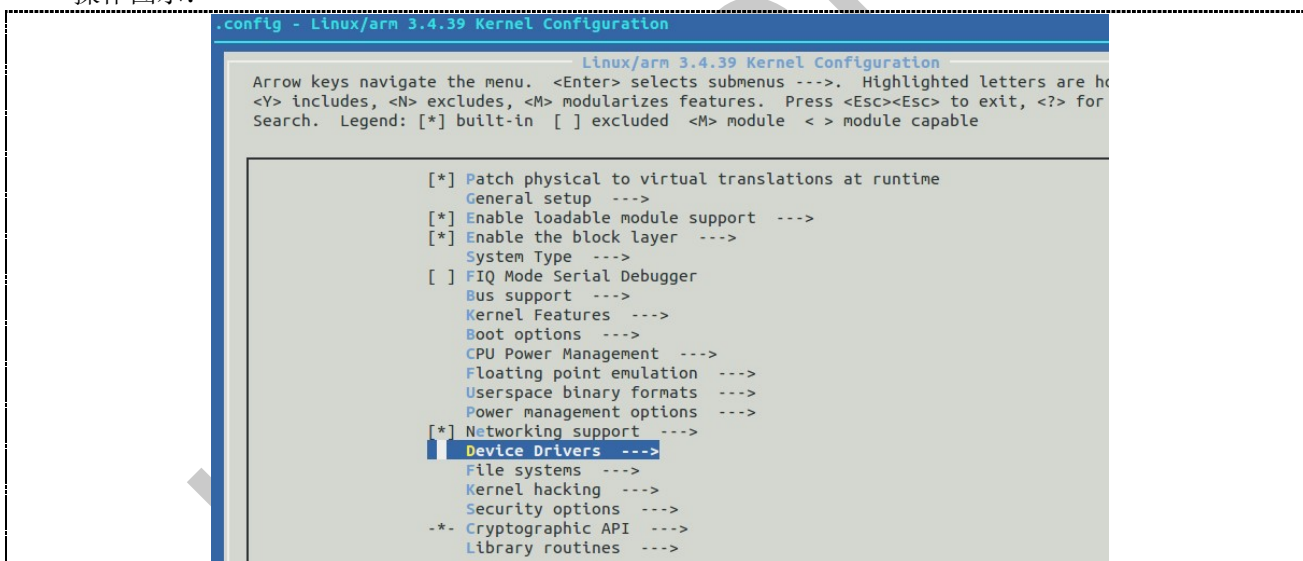 操作图示:
.config - Linux/arm 3.4.39 Kernel Configuration
Linux/arm 3.4.39 Kernel Configuration
Arrow keys navigate the menu.  <Enter> selects submenus --->.  Highlighted letters are ho
<Y> includes, <N> excludes, <M> modularizes features.  Press <Esc><Esc> to exit, <?> for
Search.  Legend: [*] built-in  [ ] excluded  <M> module  < > module capable
[*] Patch physical to virtual translations at runtime
General setup  --->
[*] Enable loadable module support  --->
[*] Enable the block layer  --->
System Type  --->
[ ] FIQ Mode Serial Debugger
Bus support  --->
Kernel Features  --->
Boot options  --->
CPU Power Management  --->
Floating point emulation  --->
Userspace binary formats  --->
Power management options  --->
[*] Networking support  --->
Device Drivers  --->
File systems  --->
Kernel hacking  --->
Security options  --->
-*- Cryptographic API  --->
Library routines  --->